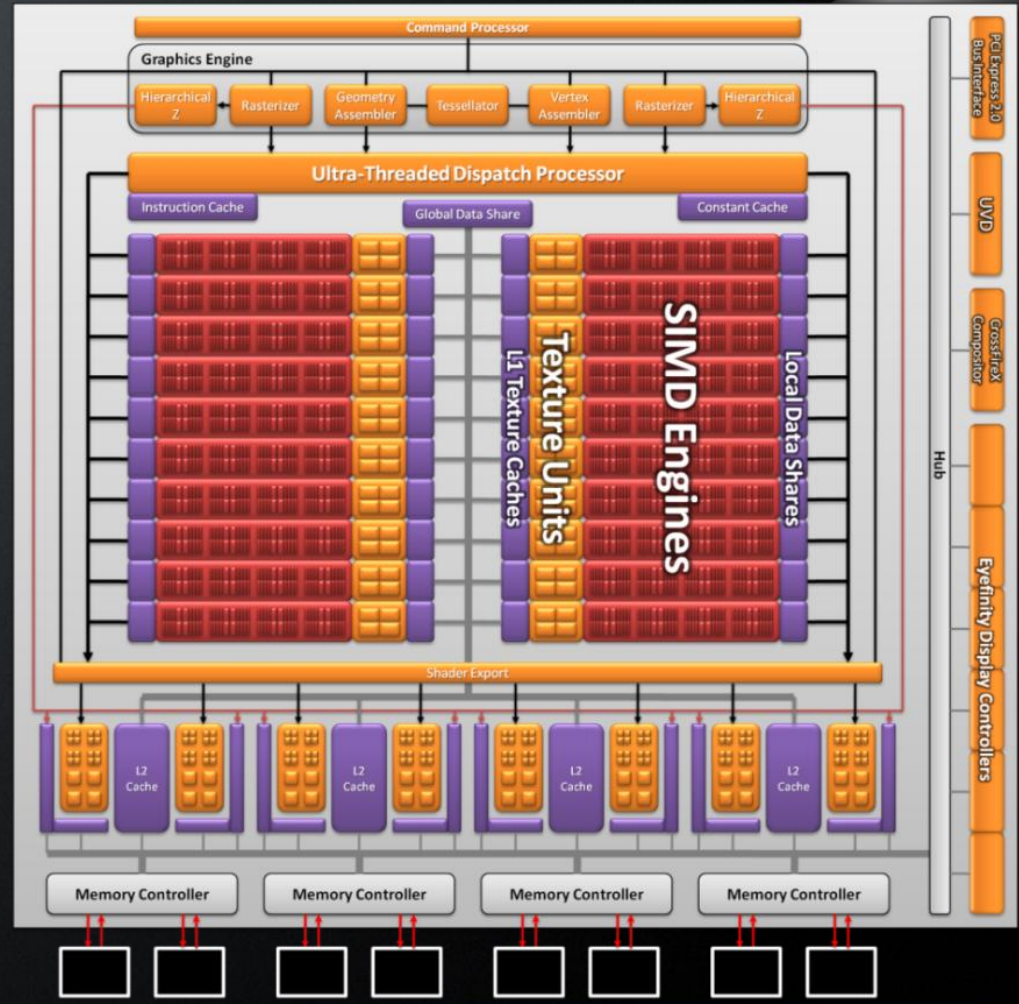 Command Processor
Graphics Engine
Hierarchical
Z
Rasterizer
Geometry
Assembler
Tessellator
Vertex
Assembler
Rasterizer
Hierarchical
Z
Ultra-Threaded Dispatch Processor
Instruction Cache
Global Data Share
Constant Cache
L1 Texture Caches
Texture Units
SIMD Engines
Local Data Shares
Shader Export
L2
Cache
L2
Cache
L2
Cache
L2
Cache
Memory Controller
Memory Controller
Memory Controller
Memory Controller
Hub
PCI Express 2.0
Bus Interface
UVD
CrossFireX
Compositor
Eyefinity Display Controllers